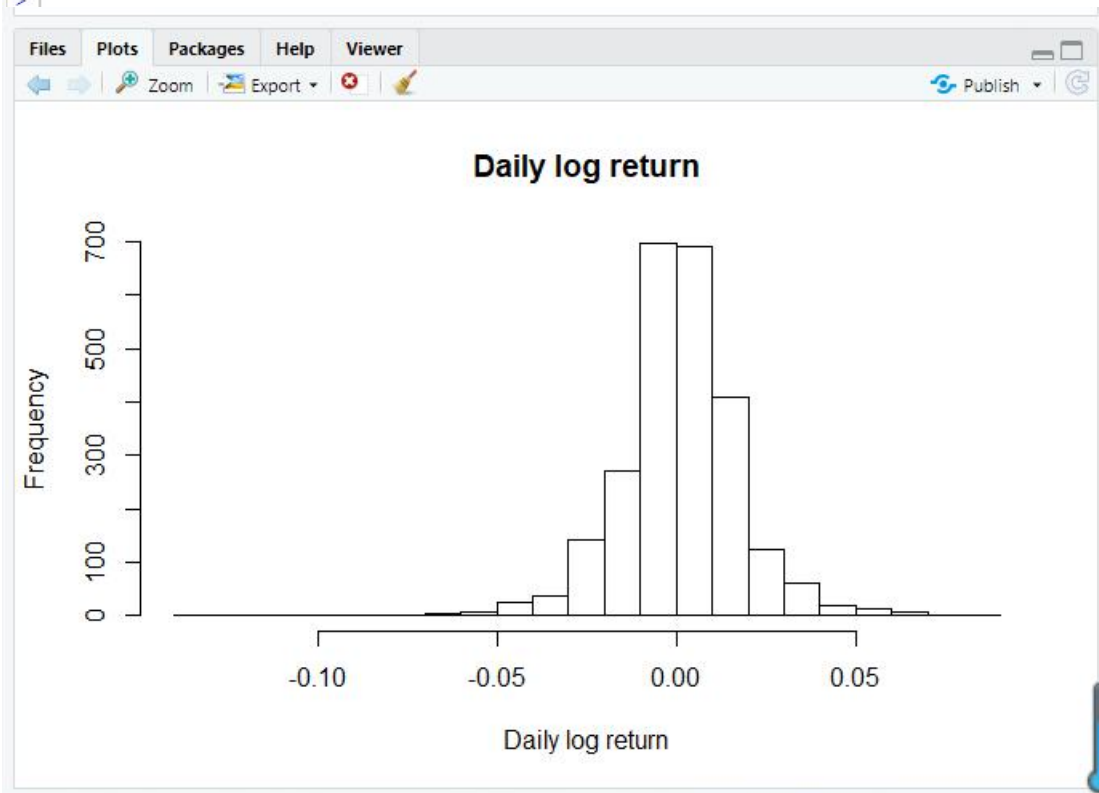 >
Files Plots Packages Help Viewer
Zoom Export Publish
Daily log return
Frequency
700
500
300
100
0
-0.10 -0.05 0.00 0.05
Daily log return